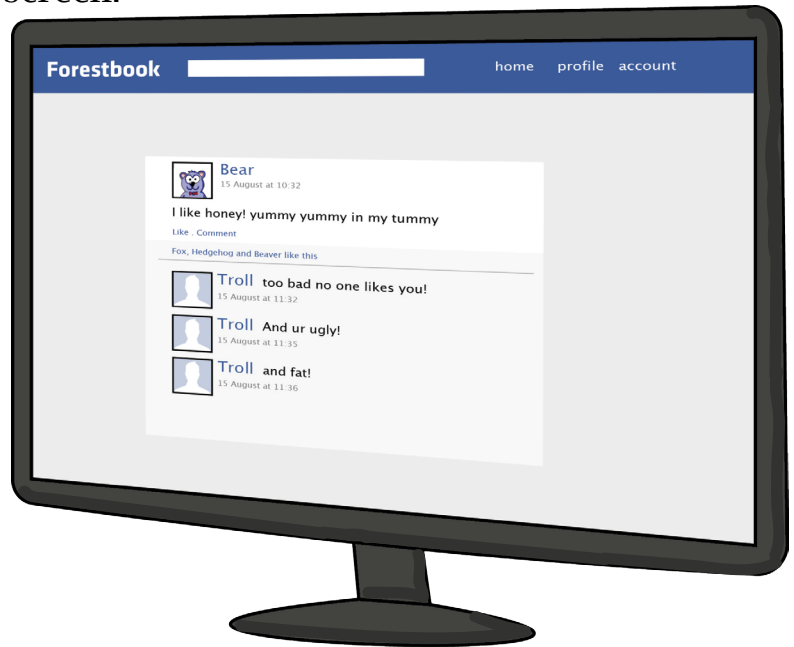 screen.
Forestbook home profile account
Bear
15 August at 10:32
I like honey! yummy yummy in my tummy
Like . Comment
Fox, Hedgehog and Beaver like this
Troll too bad no one likes you!
15 August at 11:32
Troll And ur ugly!
15 August at 11:35
Troll and fat!
15 August at 11:36